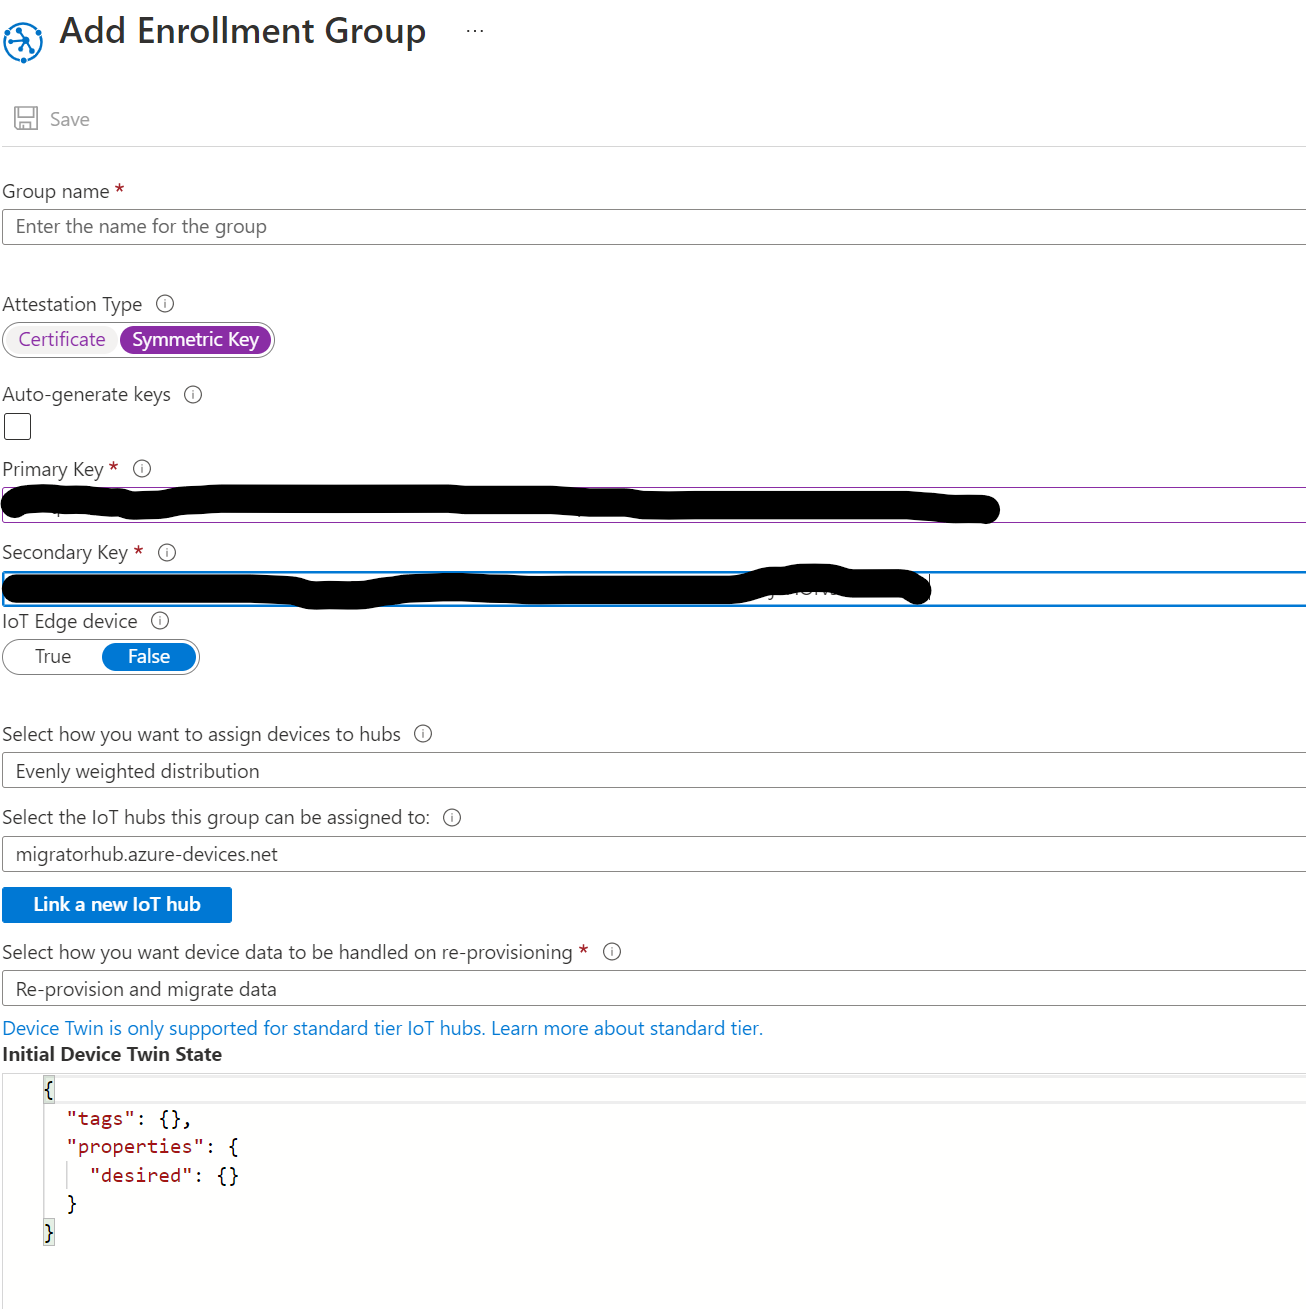 Add Enrollment Group ...
Save
Group name *
Enter the name for the group
Attestation Type
Certificate Symmetric Key
Auto-generate keys
Primary Key *
Secondary Key *
IoT Edge device
True False
Select how you want to assign devices to hubs
Evenly weighted distribution
Select the IoT hubs this group can be assigned to:
migratorhub.azure-devices.net
Link a new IoT hub
Select how you want device data to be handled on re-provisioning *
Re-provision and migrate data
Device Twin is only supported for standard tier IoT hubs. Learn more about standard tier.
Initial Device Twin State
{
"tags": {},
"properties": {
"desired": {}
}
}